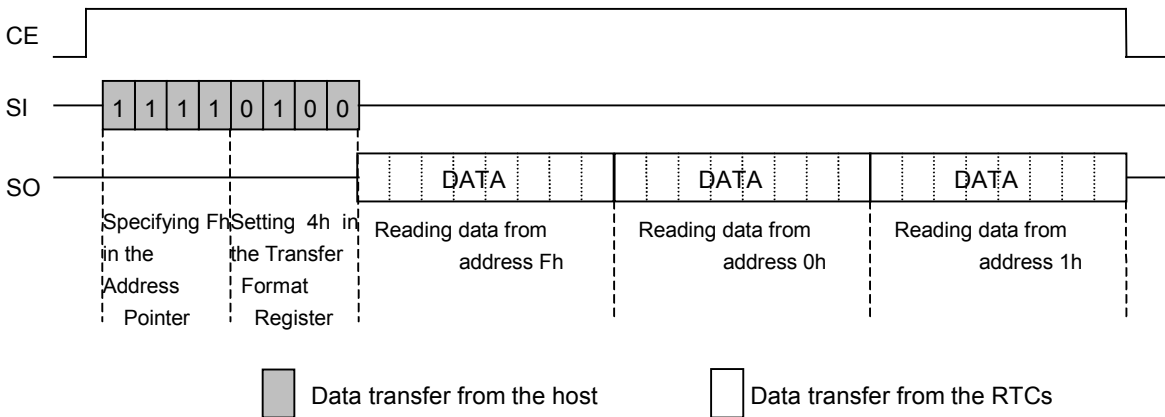 CE
SI
1 1 1 1 0 1 0 0
SO
DATA
DATA
DATA
Specifying Fh
in the
Address
Pointer
Setting 4h in
the Transfer
Format
Register
Reading data from
address Fh
Reading data from
address 0h
Reading data from
address 1h
Data transfer from the host
Data transfer from the RTCs